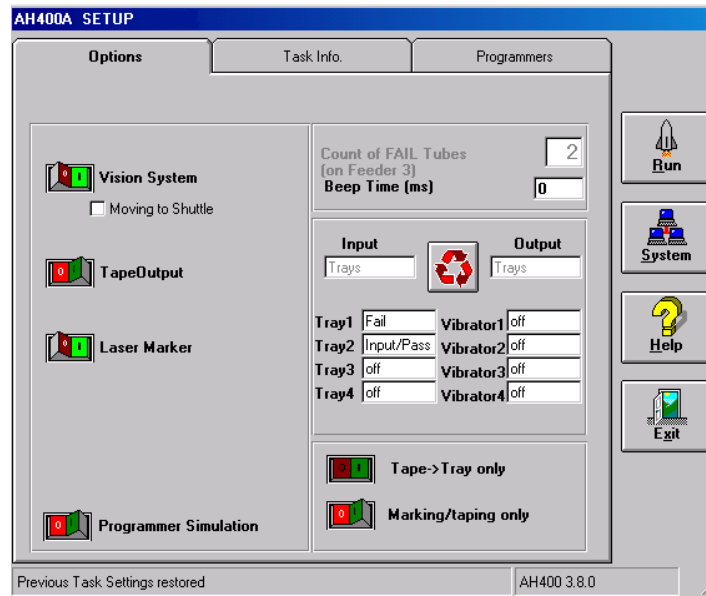 AH400A SETUP
Options
Task Info.
Programmers
Vision System
Moving to Shuttle
TapeOutput
Laser Marker
Programmer Simulation
Count of FAIL Tubes 2
(on Feeder 3)
Beep Time (ms) 0
Input Output
Trays Trays
Tray1 Fail Vibrator1 off
Tray2 Input/Pass Vibrator2 off
Tray3 off Vibrator3 off
Tray4 off Vibrator4 off
Tape->Tray only
Marking/taping only
Run
System
Help
Exit
Previous Task Settings restored
AH400 3.8.0